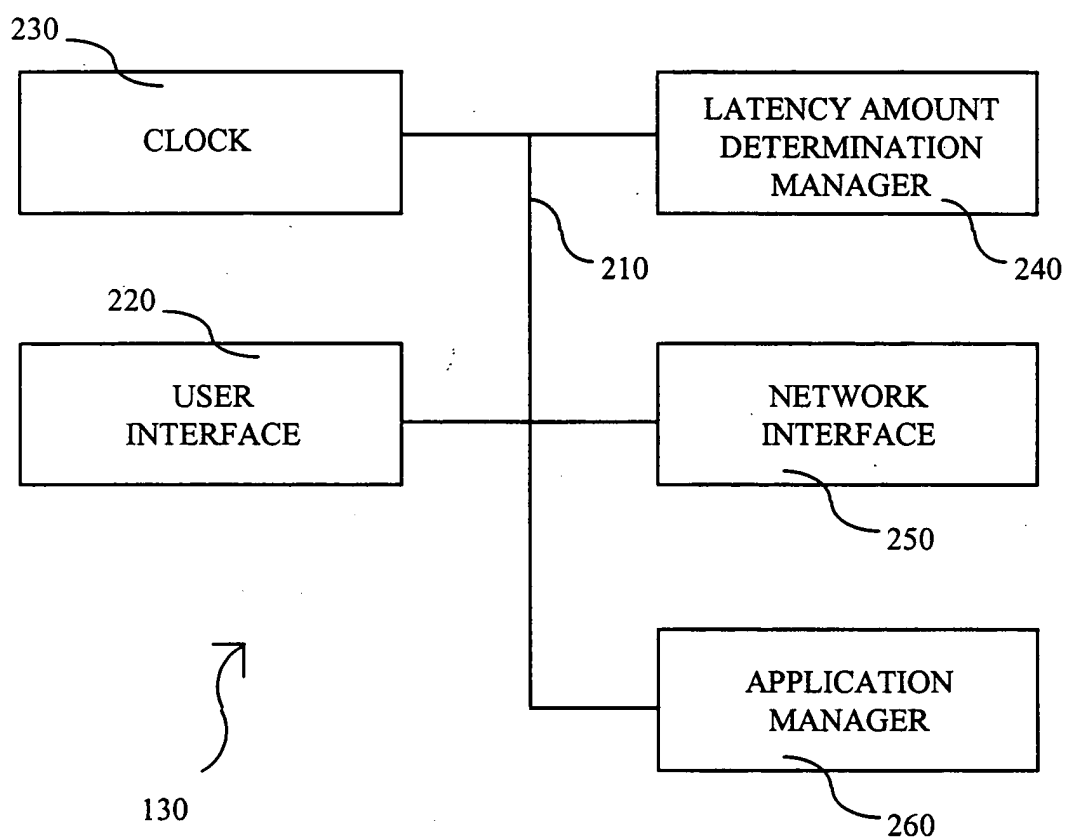 230
CLOCK
LATENCY AMOUNT
DETERMINATION
MANAGER
210
240
220
USER
INTERFACE
NETWORK
INTERFACE
250
APPLICATION
MANAGER
130
260